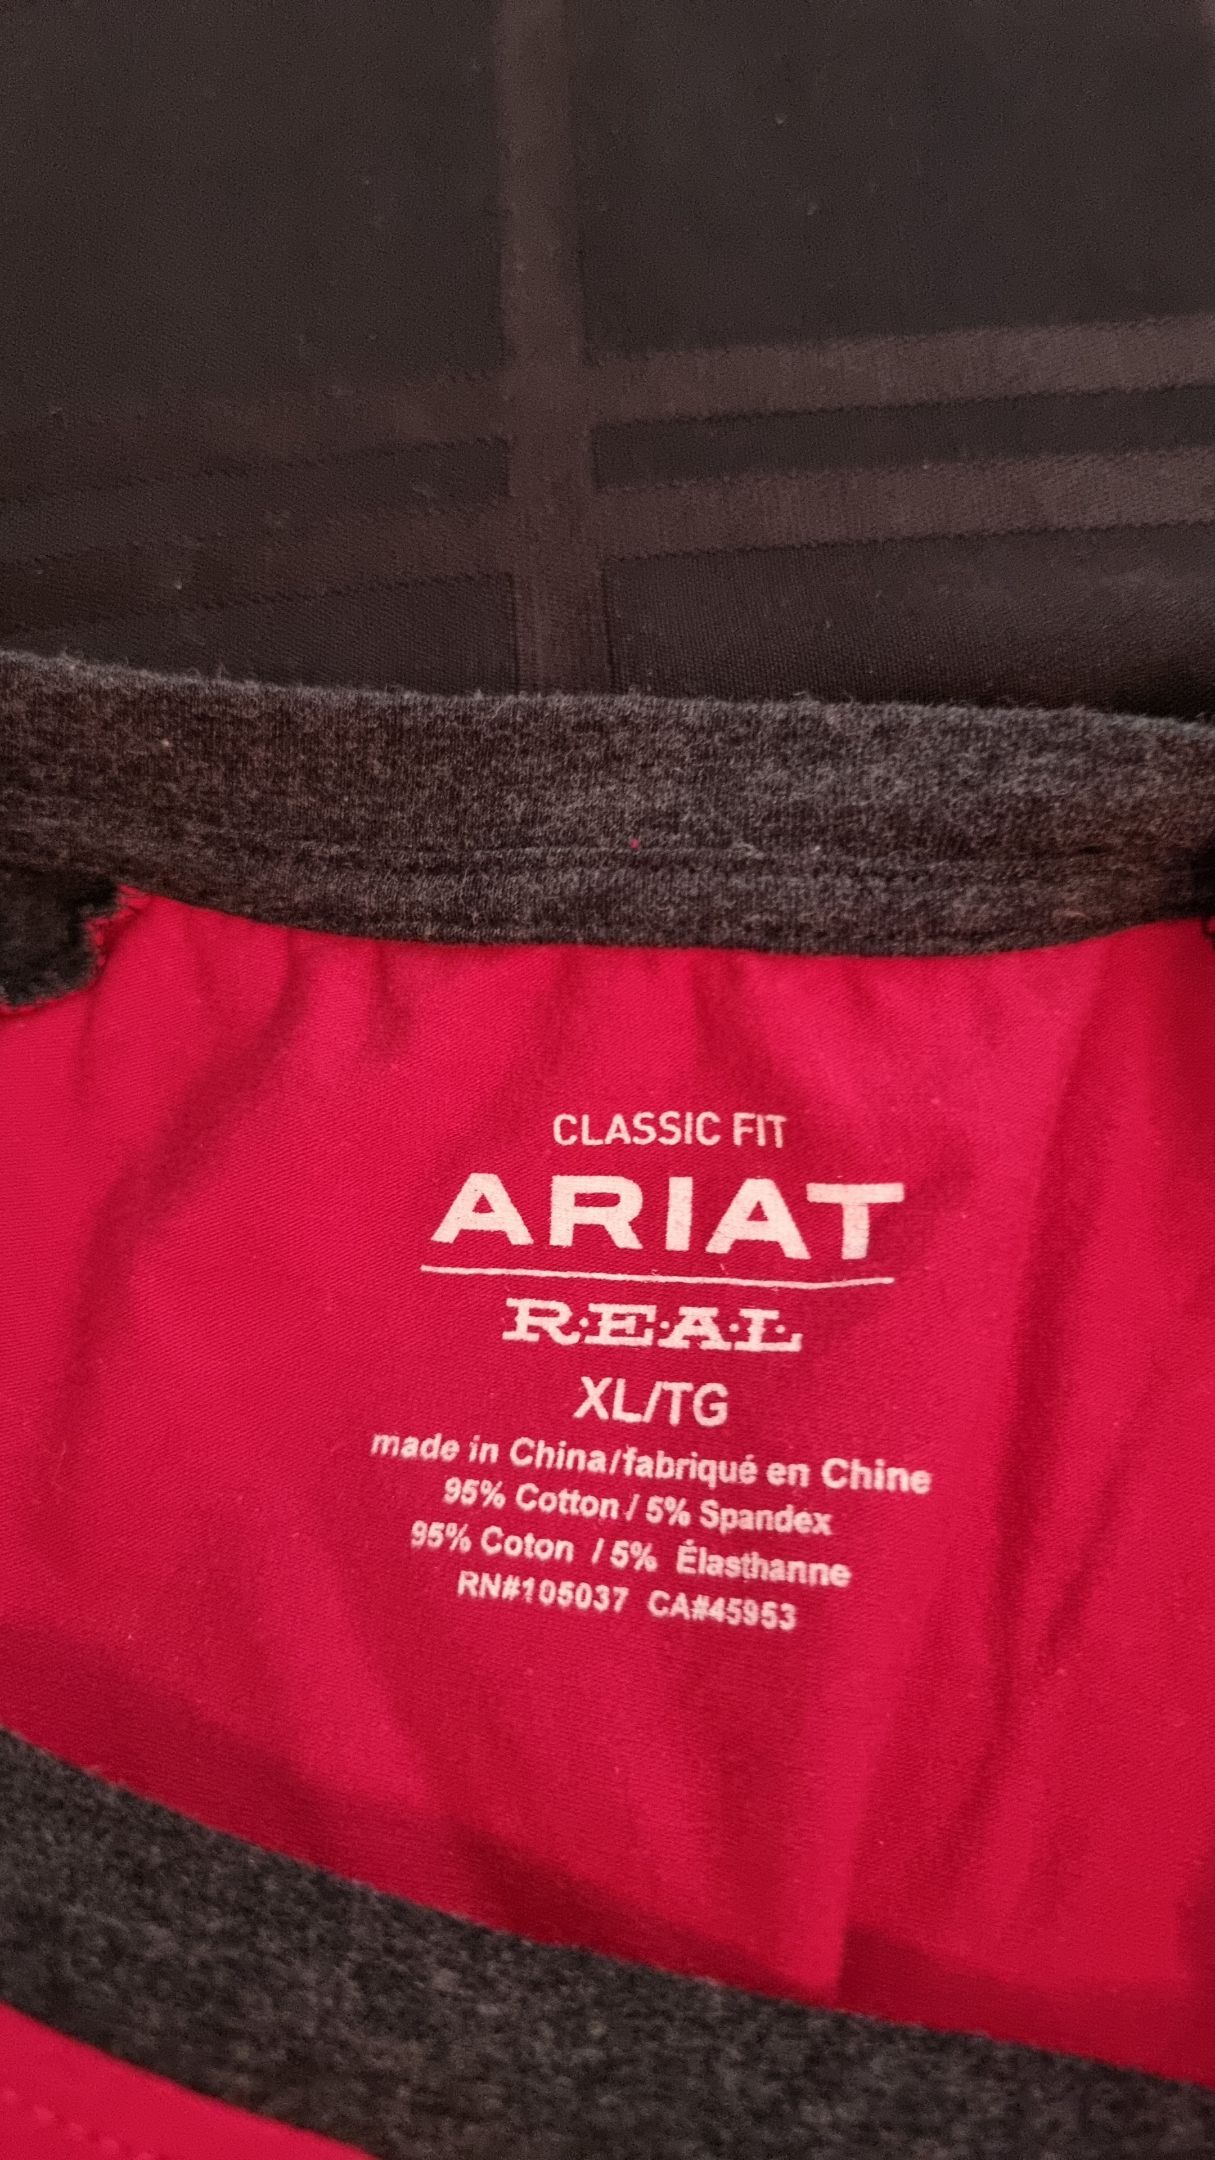 CLASSIC FIT
ARIAT
R·E·A·L
XL/TG
made in China/fabriqué en Chine
95% Cotton / 5% Spandex
95% Coton / 5% Élasthanne
RN#105037 CA#45953